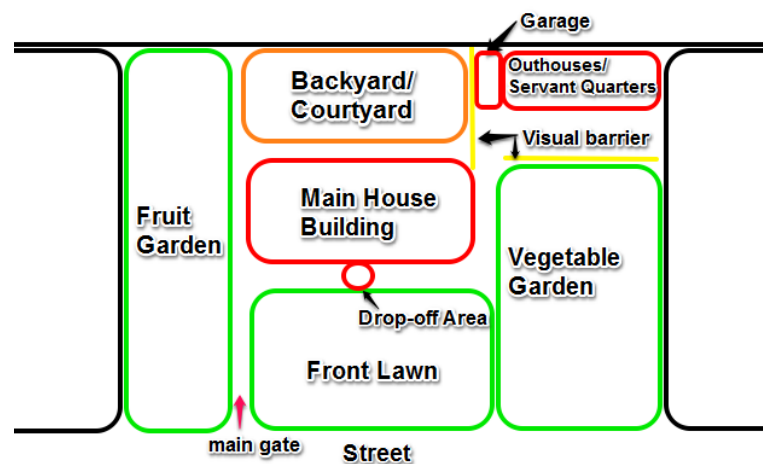 Garage
Backyard/
Courtyard
Outhouses/
Servant Quarters
Visual barrier
Main House
Building
Fruit
Garden
Vegetable
Garden
Drop-off Area
Front Lawn
main gate
Street